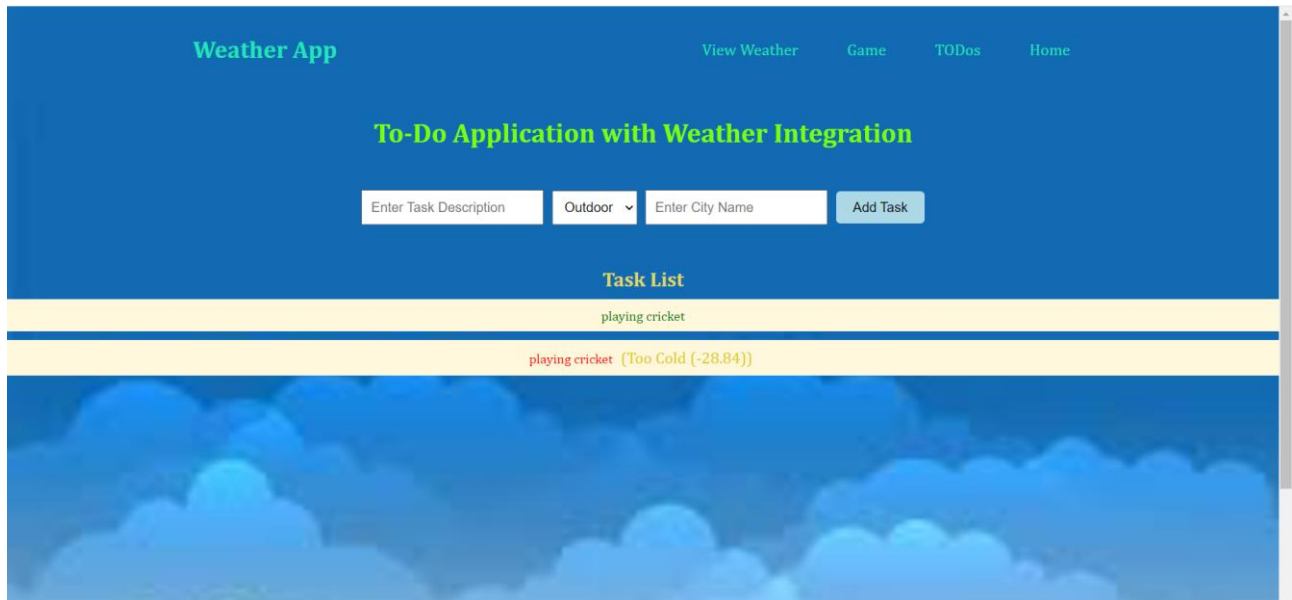 Weather App View Weather Game TODos Home
To-Do Application with Weather Integration
Enter Task Description Outdoor Enter City Name Add Task
Task List
playing cricket
playing cricket (Too Cold (-28.84))